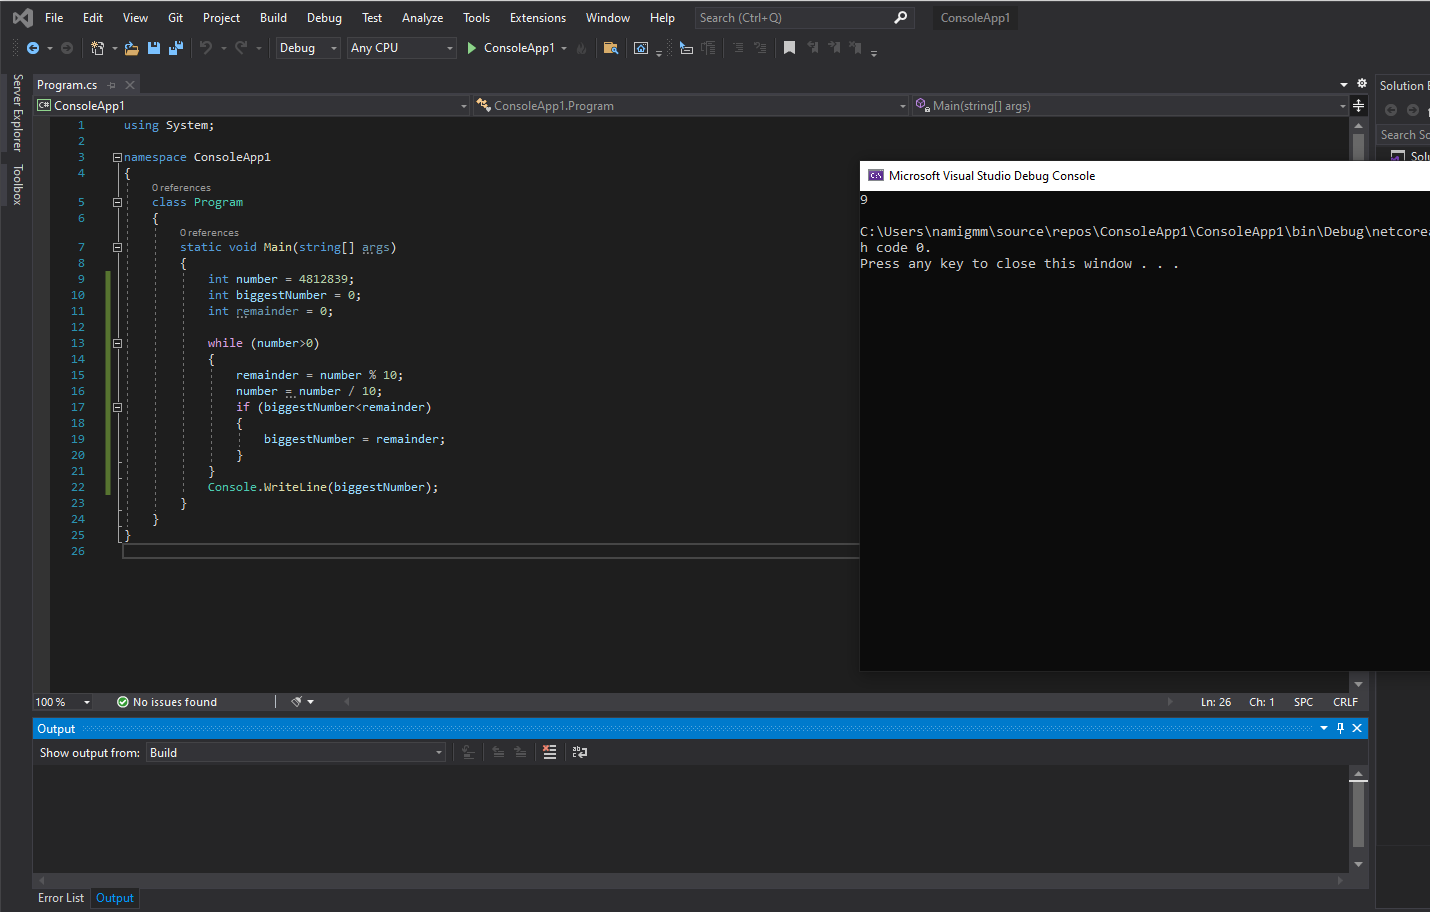 File Edit View Git Project Build Debug Test Analyze Tools Extensions Window Help Search (Ctrl+Q) ConsoleApp1
Debug Any CPU ConsoleApp1
Server Explorer
Toolbox
Program.cs
Solution E
C# ConsoleApp1 ConsoleApp1.Program Main(string[] args)
Search So
Solu
1 using System;
2
3 namespace ConsoleApp1
4 {
0 references
5 class Program
6 {
0 references
7 static void Main(string[] args)
8 {
9 int number = 4812839;
10 int biggestNumber = 0;
11 int remainder = 0;
12
13 while (number>0)
14 {
15 remainder = number % 10;
16 number = number / 10;
17 if (biggestNumber<remainder)
18 {
19 biggestNumber = remainder;
20 }
21 }
22 Console.WriteLine(biggestNumber);
23 }
24 }
25 }
26
C:\ Microsoft Visual Studio Debug Console
9
C:\Users\namigmm\source\repos\ConsoleApp1\ConsoleApp1\bin\Debug\netcorea
h code 0.
Press any key to close this window . . .
100 % No issues found Ln: 26 Ch: 1 SPC CRLF
Output
Show output from: Build
Error List Output